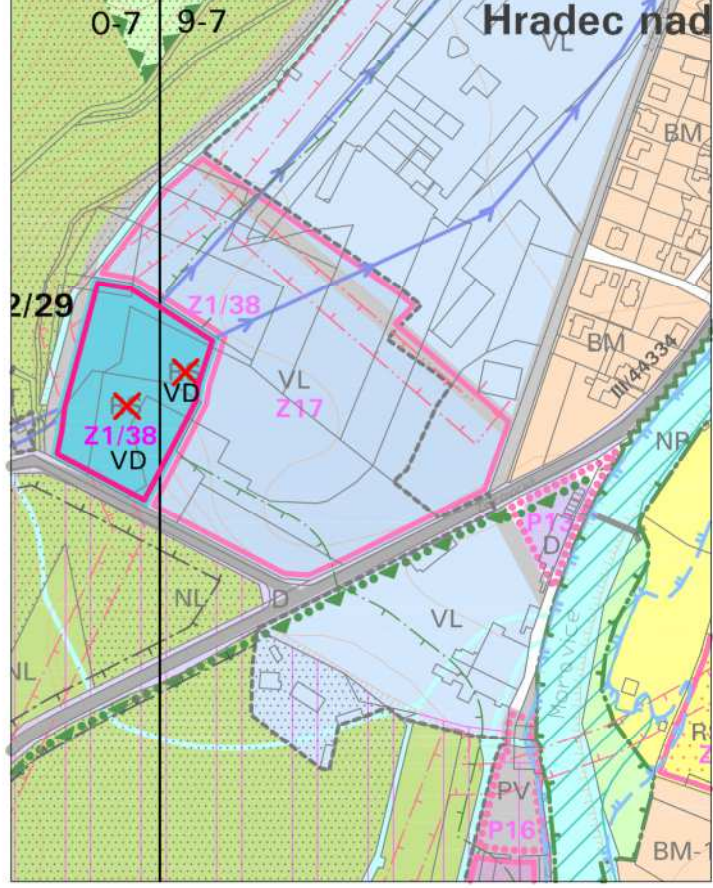 0-7
9-7
Hradec nad
VL
BM
2/29
Z1/38
BM
III/44334
VD
VL
Z17
Z1/38
VD
NP
P13
D
NL
D
VL
Moravice
NL
PV
P16
BM-1